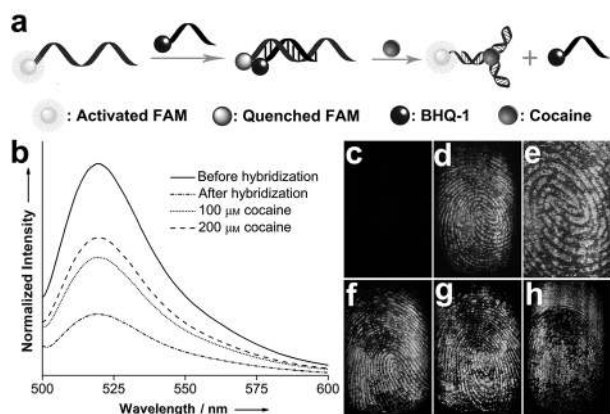 a
: Activated FAM : Quenched FAM : BHQ-1 : Cocaine
b
Before hybridization
After hybridization
100 μM cocaine
200 μM cocaine
Normalized Intensity
500 525 550 575 600
Wavelength / nm
c d e
f g h